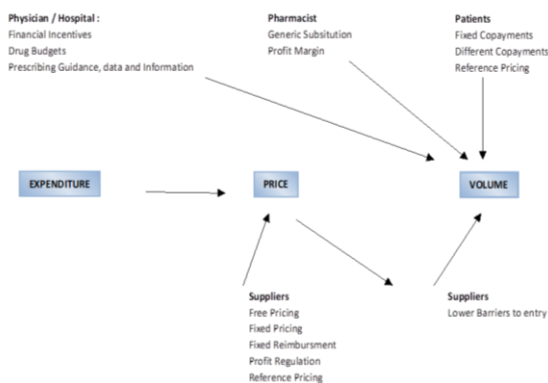 Physician / Hospital :
Financial Incentives
Drug Budgets
Prescribing Guidance, data and Information
Pharmacist
Generic Subsitution
Profit Margin
Patients
Fixed Copayments
Different Copayments
Reference Pricing
EXPENDITURE
PRICE
VOLUME
Suppliers
Free Pricing
Fixed Pricing
Fixed Reimbursment
Profit Regulation
Reference Pricing
Suppliers
Lower Barriers to entry